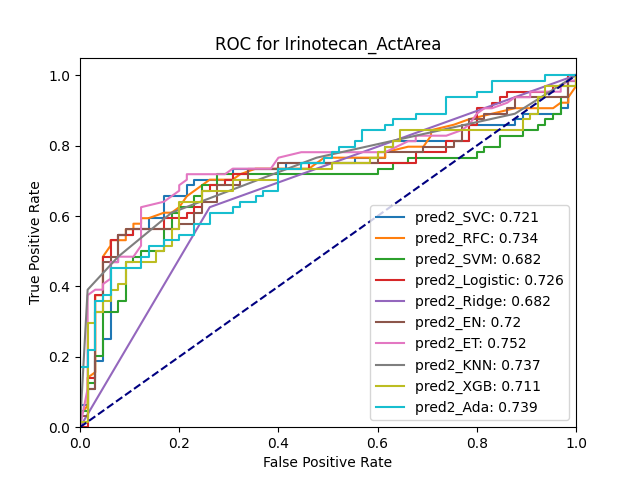 ROC for Irinotecan_ActArea
True Positive Rate
1.0
0.8
0.6
0.4
0.2
0.0
pred2_SVC: 0.721
pred2_RFC: 0.734
pred2_SVM: 0.682
pred2_Logistic: 0.726
pred2_Ridge: 0.682
pred2_EN: 0.72
pred2_ET: 0.752
pred2_KNN: 0.737
pred2_XGB: 0.711
pred2_Ada: 0.739
0.0 0.2 0.4 0.6 0.8 1.0
False Positive Rate